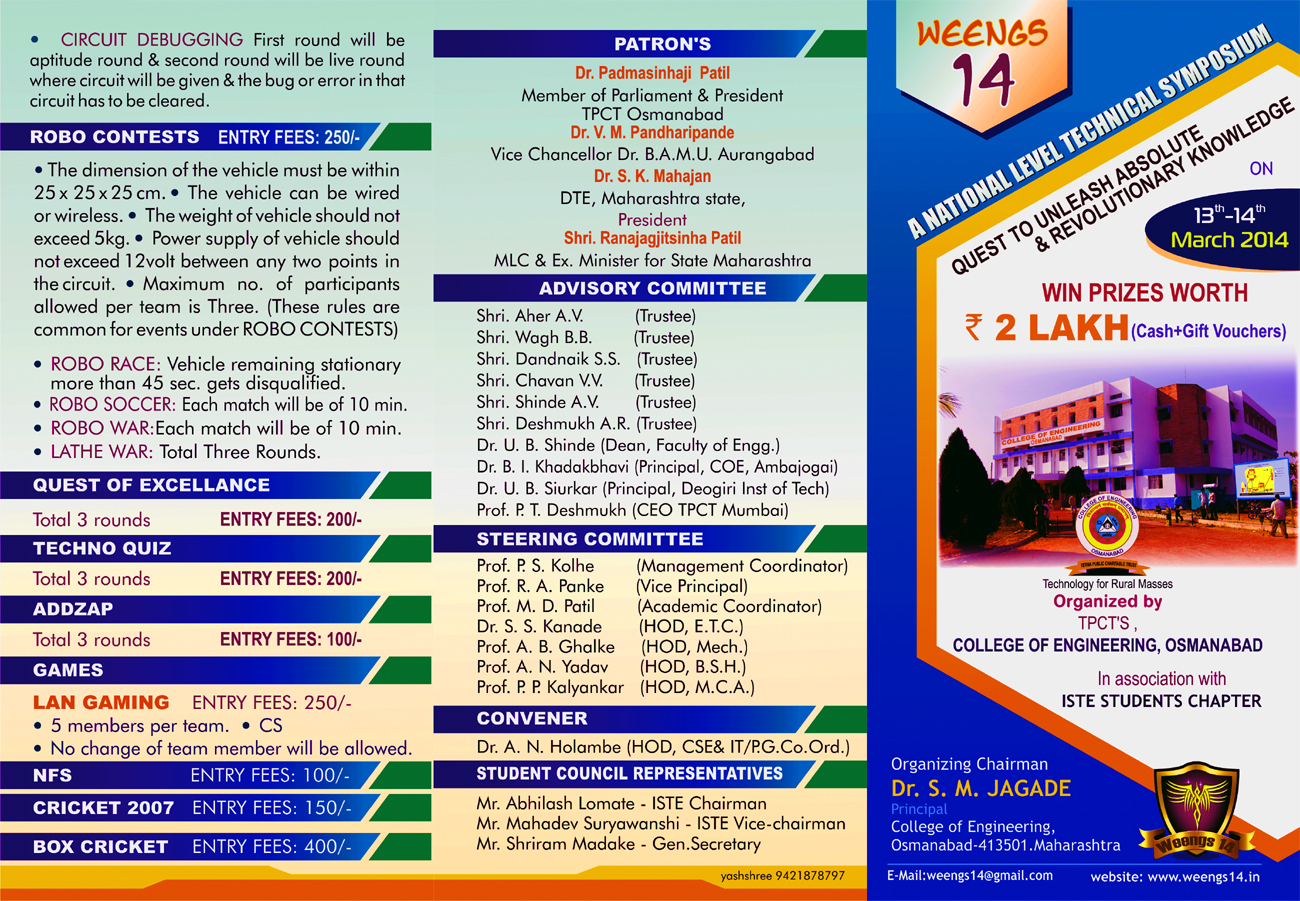 • CIRCUIT DEBUGGING First round will be
aptitude round & second round will be live round
where circuit will be given & the bug or error in that
circuit has to be cleared.
ROBO CONTESTS ENTRY FEES: 250/-
• The dimension of the vehicle must be within
25 x 25 x 25 cm. • The vehicle can be wired
or wireless. • The weight of vehicle should not
exceed 5kg. • Power supply of vehicle should
not exceed 12volt between any two points in
the circuit. • Maximum no. of participants
allowed per team is Three. (These rules are
common for events under ROBO CONTESTS)
• ROBO RACE: Vehicle remaining stationary
more than 45 sec. gets disqualified.
• ROBO SOCCER: Each match will be of 10 min.
• ROBO WAR:Each match will be of 10 min.
• LATHE WAR: Total Three Rounds.
QUEST OF EXCELLANCE
Total 3 rounds ENTRY FEES: 200/-
TECHNO QUIZ
Total 3 rounds ENTRY FEES: 200/-
ADDZAP
Total 3 rounds ENTRY FEES: 100/-
GAMES
LAN GAMING ENTRY FEES: 250/-
• 5 members per team. • CS
• No change of team member will be allowed.
NFS ENTRY FEES: 100/-
CRICKET 2007 ENTRY FEES: 150/-
BOX CRICKET ENTRY FEES: 400/-
PATRON'S
Dr. Padmasinhaji Patil
Member of Parliament & President
TPCT Osmanabad
Dr. V. M. Pandharipande
Vice Chancellor Dr. B.A.M.U. Aurangabad
Dr. S. K. Mahajan
DTE, Maharashtra state,
President
Shri. Ranajagjitsinha Patil
MLC & Ex. Minister for State Maharashtra
ADVISORY COMMITTEE
Shri. Aher A.V. (Trustee)
Shri. Wagh B.B. (Trustee)
Shri. Dandnaik S.S. (Trustee)
Shri. Chavan V.V. (Trustee)
Shri. Shinde A.V. (Trustee)
Shri. Deshmukh A.R. (Trustee)
Dr. U. B. Shinde (Dean, Faculty of Engg.)
Dr. B. I. Khadakbhavi (Principal, COE, Ambajogai)
Dr. U. B. Siurkar (Principal, Deogiri Inst of Tech)
Prof. P. T. Deshmukh (CEO TPCT Mumbai)
STEERING COMMITTEE
Prof. P. S. Kolhe (Management Coordinator)
Prof. R. A. Panke (Vice Principal)
Prof. M. D. Patil (Academic Coordinator)
Dr. S. S. Kanade (HOD, E.T.C.)
Prof. A. B. Ghalke (HOD, Mech.)
Prof. A. N. Yadav (HOD, B.S.H.)
Prof. P. P. Kalyankar (HOD, M.C.A.)
CONVENER
Dr. A. N. Holambe (HOD, CSE& IT/P.G.Co.Ord.)
STUDENT COUNCIL REPRESENTATIVES
Mr. Abhilash Lomate - ISTE Chairman
Mr. Mahadev Suryawanshi - ISTE Vice-chairman
Mr. Shriram Madake - Gen.Secretary
yashshree 9421878797
WEENGS
14
A NATIONAL LEVEL TECHNICAL SYMPOSIUM
QUEST TO UNLEASH ABSOLUTE
& REVOLUTIONARY KNOWLEDGE
ON
13th-14th
March 2014
WIN PRIZES WORTH
₹ 2 LAKH (Cash+Gift Vouchers)
COLLEGE OF ENGINEERING
OSMANABAD
COLLEGE OF ENGINEERING
OSMANABAD
TERNA PUBLIC CHARITABLE TRUST
Technology for Rural Masses
Organized by
TPCT'S ,
COLLEGE OF ENGINEERING, OSMANABAD
In association with
ISTE STUDENTS CHAPTER
Organizing Chairman
Dr. S. M. JAGADE
Principal
College of Engineering,
Osmanabad-413501.Maharashtra
Weengs 14
E-Mail:weengs14@gmail.com website: www.weengs14.in